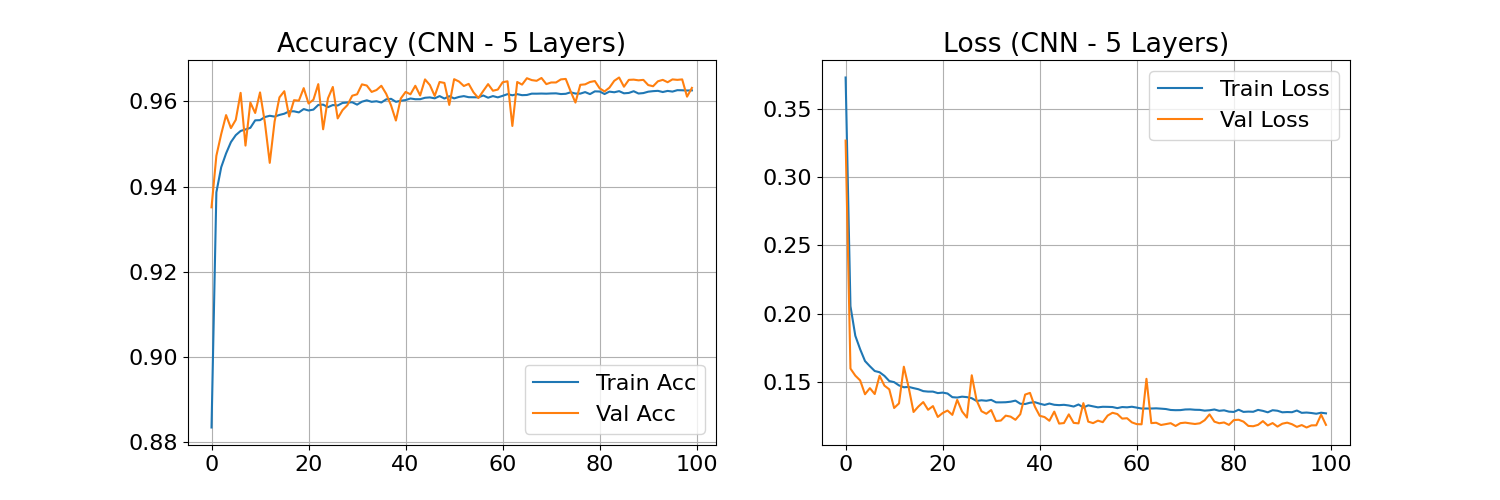 Accuracy (CNN - 5 Layers)
0.96
0.94
0.92
0.90
0.88
0 20 40 60 80 100
Train Acc
Val Acc
Loss (CNN - 5 Layers)
0.35
0.30
0.25
0.20
0.15
0 20 40 60 80 100
Train Loss
Val Loss